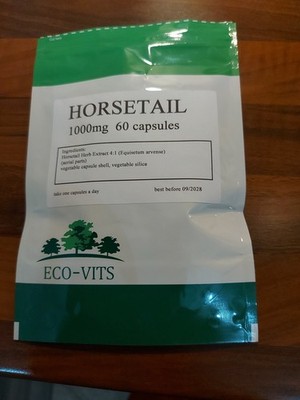 HORSETAIL
1000mg 60 capsules
Ingredients:
Horsetail Herb Extract 4:1 (Equisetum arvense)
(aerial parts)
vegetable capsule shell, vegetable silica
take one capsules a day best before 09/2028
ECO-VITS